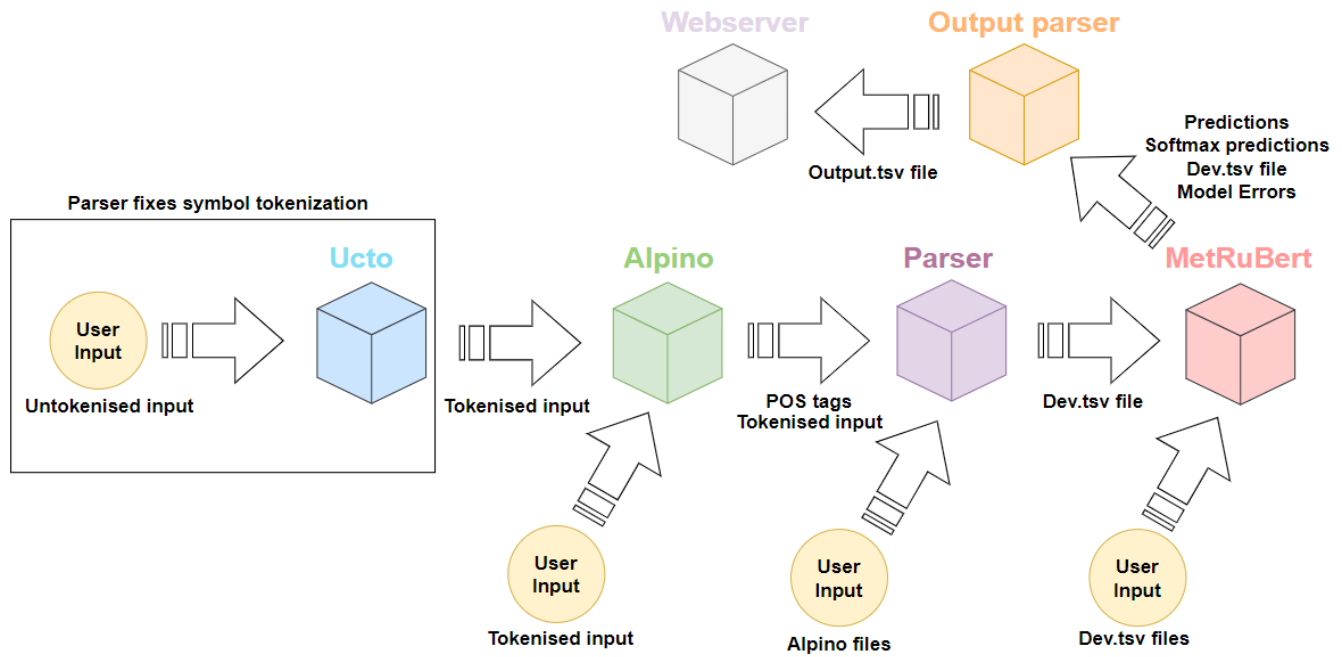 Webserver
Output parser
Predictions
Softmax predictions
Dev.tsv file
Model Errors
Output.tsv file
Parser fixes symbol tokenization
Ucto
Alpino
Parser
MetRuBert
User
Input
Untokenised input
Tokenised input
POS tags
Tokenised input
Dev.tsv file
User
Input
Tokenised input
User
Input
Alpino files
User
Input
Dev.tsv files